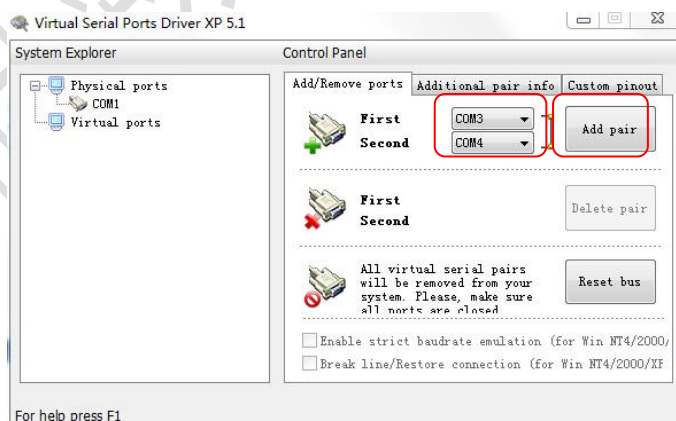 Virtual Serial Ports Driver XP 5.1
System Explorer
Control Panel
Physical ports
COM1
Virtual ports
Add/Remove ports
Additional pair info
Custom pinout
First
COM3
Second
COM4
Add pair
First
Second
Delete pair
All virtual serial pairs
will be removed from your
system. Please, make sure
all ports are closed
Reset bus
Enable strict baudrate emulation (for Win NT4/2000/
Break line/Restore connection (for Win NT4/2000/XP
For help press F1